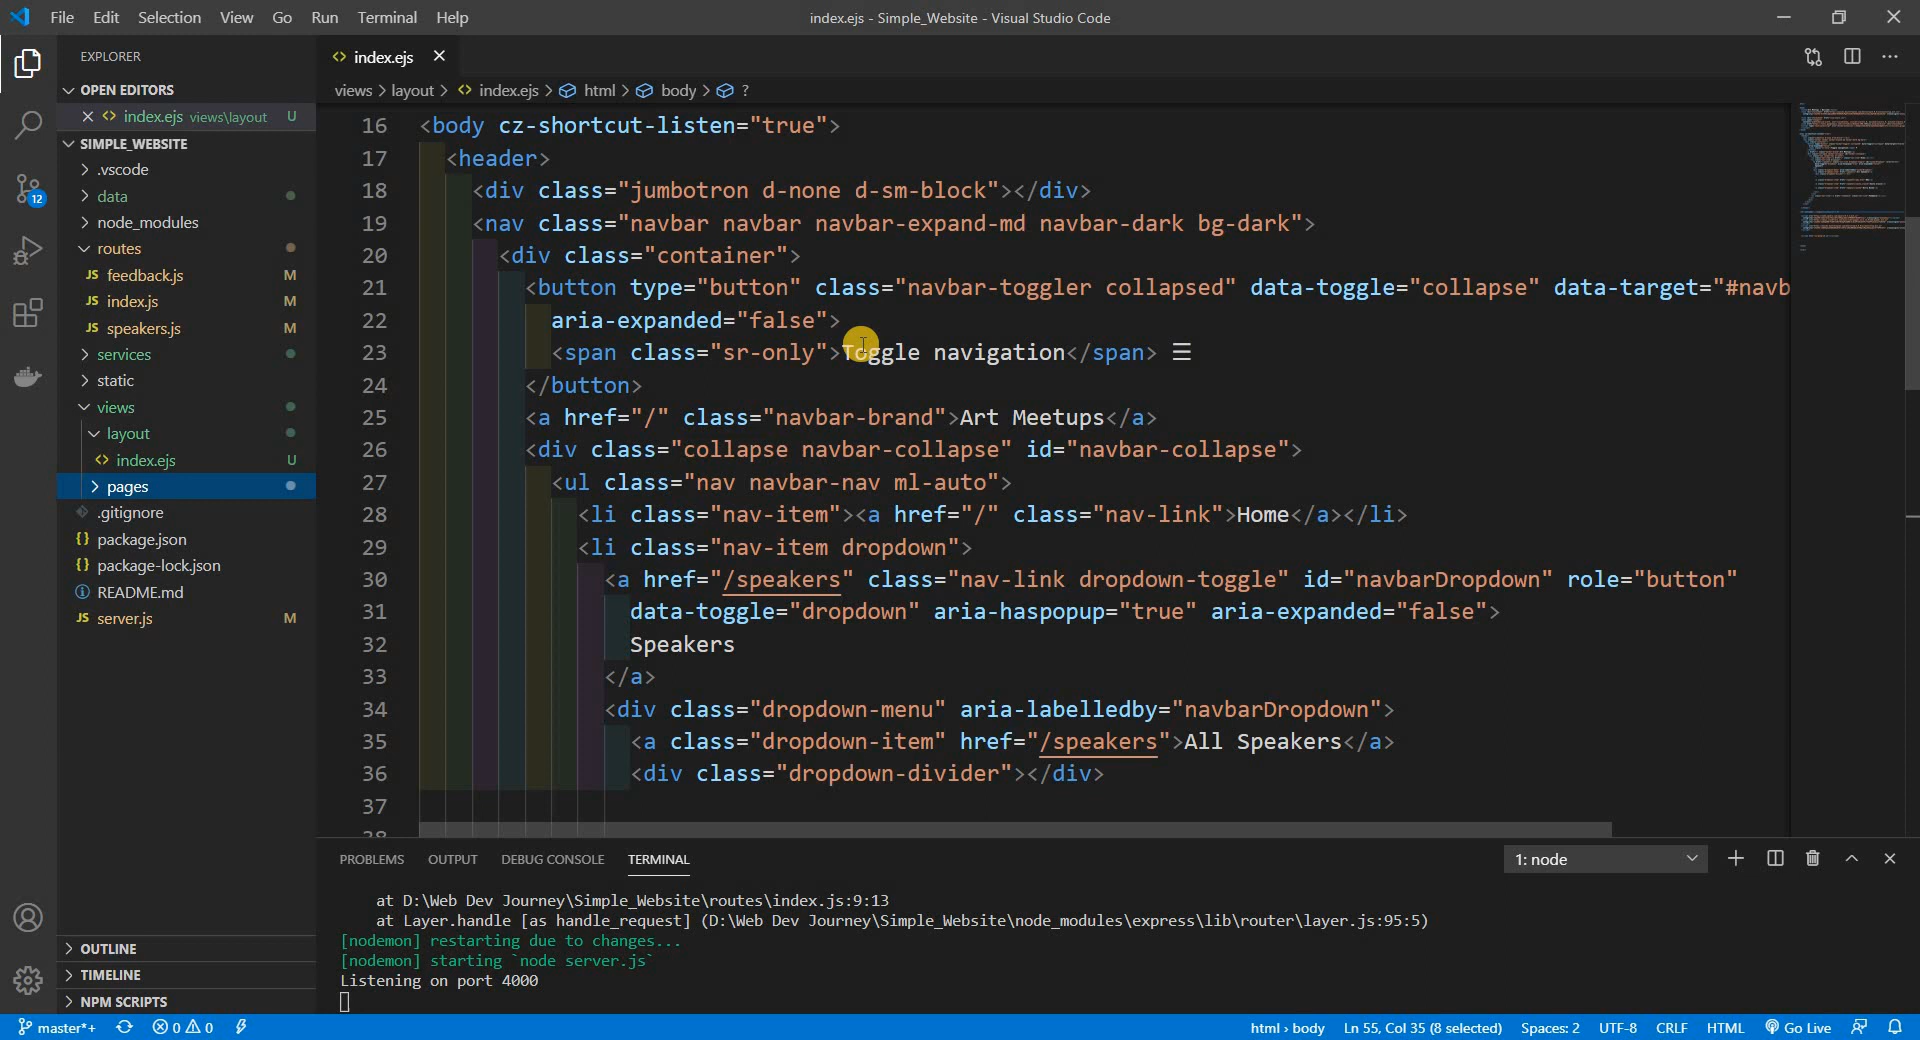 File Edit Selection View Go Run Terminal Help
index.ejs - Simple_Website - Visual Studio Code
EXPLORER
OPEN EDITORS
index.ejs views\layout U
SIMPLE_WEBSITE
.vscode
data
node_modules
routes
JS feedback.js M
JS index.js M
JS speakers.js M
services
static
views
layout
<> index.ejs U
pages
.gitignore
{} package.json
{} package-lock.json
README.md
JS server.js M
OUTLINE
TIMELINE
NPM SCRIPTS
12
<> index.ejs
views > layout > <> index.ejs > html > body > ?
16 <body cz-shortcut-listen="true">
17 <header>
18 <div class="jumbotron d-none d-sm-block"></div>
19 <nav class="navbar navbar navbar-expand-md navbar-dark bg-dark">
20 <div class="container">
21 <button type="button" class="navbar-toggler collapsed" data-toggle="collapse" data-target="#navb
22 aria-expanded="false">
23 <span class="sr-only">Toggle navigation</span> ☰
24 </button>
25 <a href="/" class="navbar-brand">Art Meetups</a>
26 <div class="collapse navbar-collapse" id="navbar-collapse">
27 <ul class="nav navbar-nav ml-auto">
28 <li class="nav-item"><a href="/" class="nav-link">Home</a></li>
29 <li class="nav-item dropdown">
30 <a href="/speakers" class="nav-link dropdown-toggle" id="navbarDropdown" role="button"
31 data-toggle="dropdown" aria-haspopup="true" aria-expanded="false">
32 Speakers
33 </a>
34 <div class="dropdown-menu" aria-labelledby="navbarDropdown">
35 <a class="dropdown-item" href="/speakers">All Speakers</a>
36 <div class="dropdown-divider"></div>
37
38
PROBLEMS OUTPUT DEBUG CONSOLE TERMINAL
1: node
at D:\Web Dev Journey\Simple_Website\routes\index.js:9:13
at Layer.handle [as handle_request] (D:\Web Dev Journey\Simple_Website\node_modules\express\lib\router\layer.js:95:5)
[nodemon] restarting due to changes...
[nodemon] starting `node server.js`
Listening on port 4000
master*+ 0 0
html › body Ln 55, Col 35 (8 selected) Spaces: 2 UTF-8 CRLF HTML Go Live